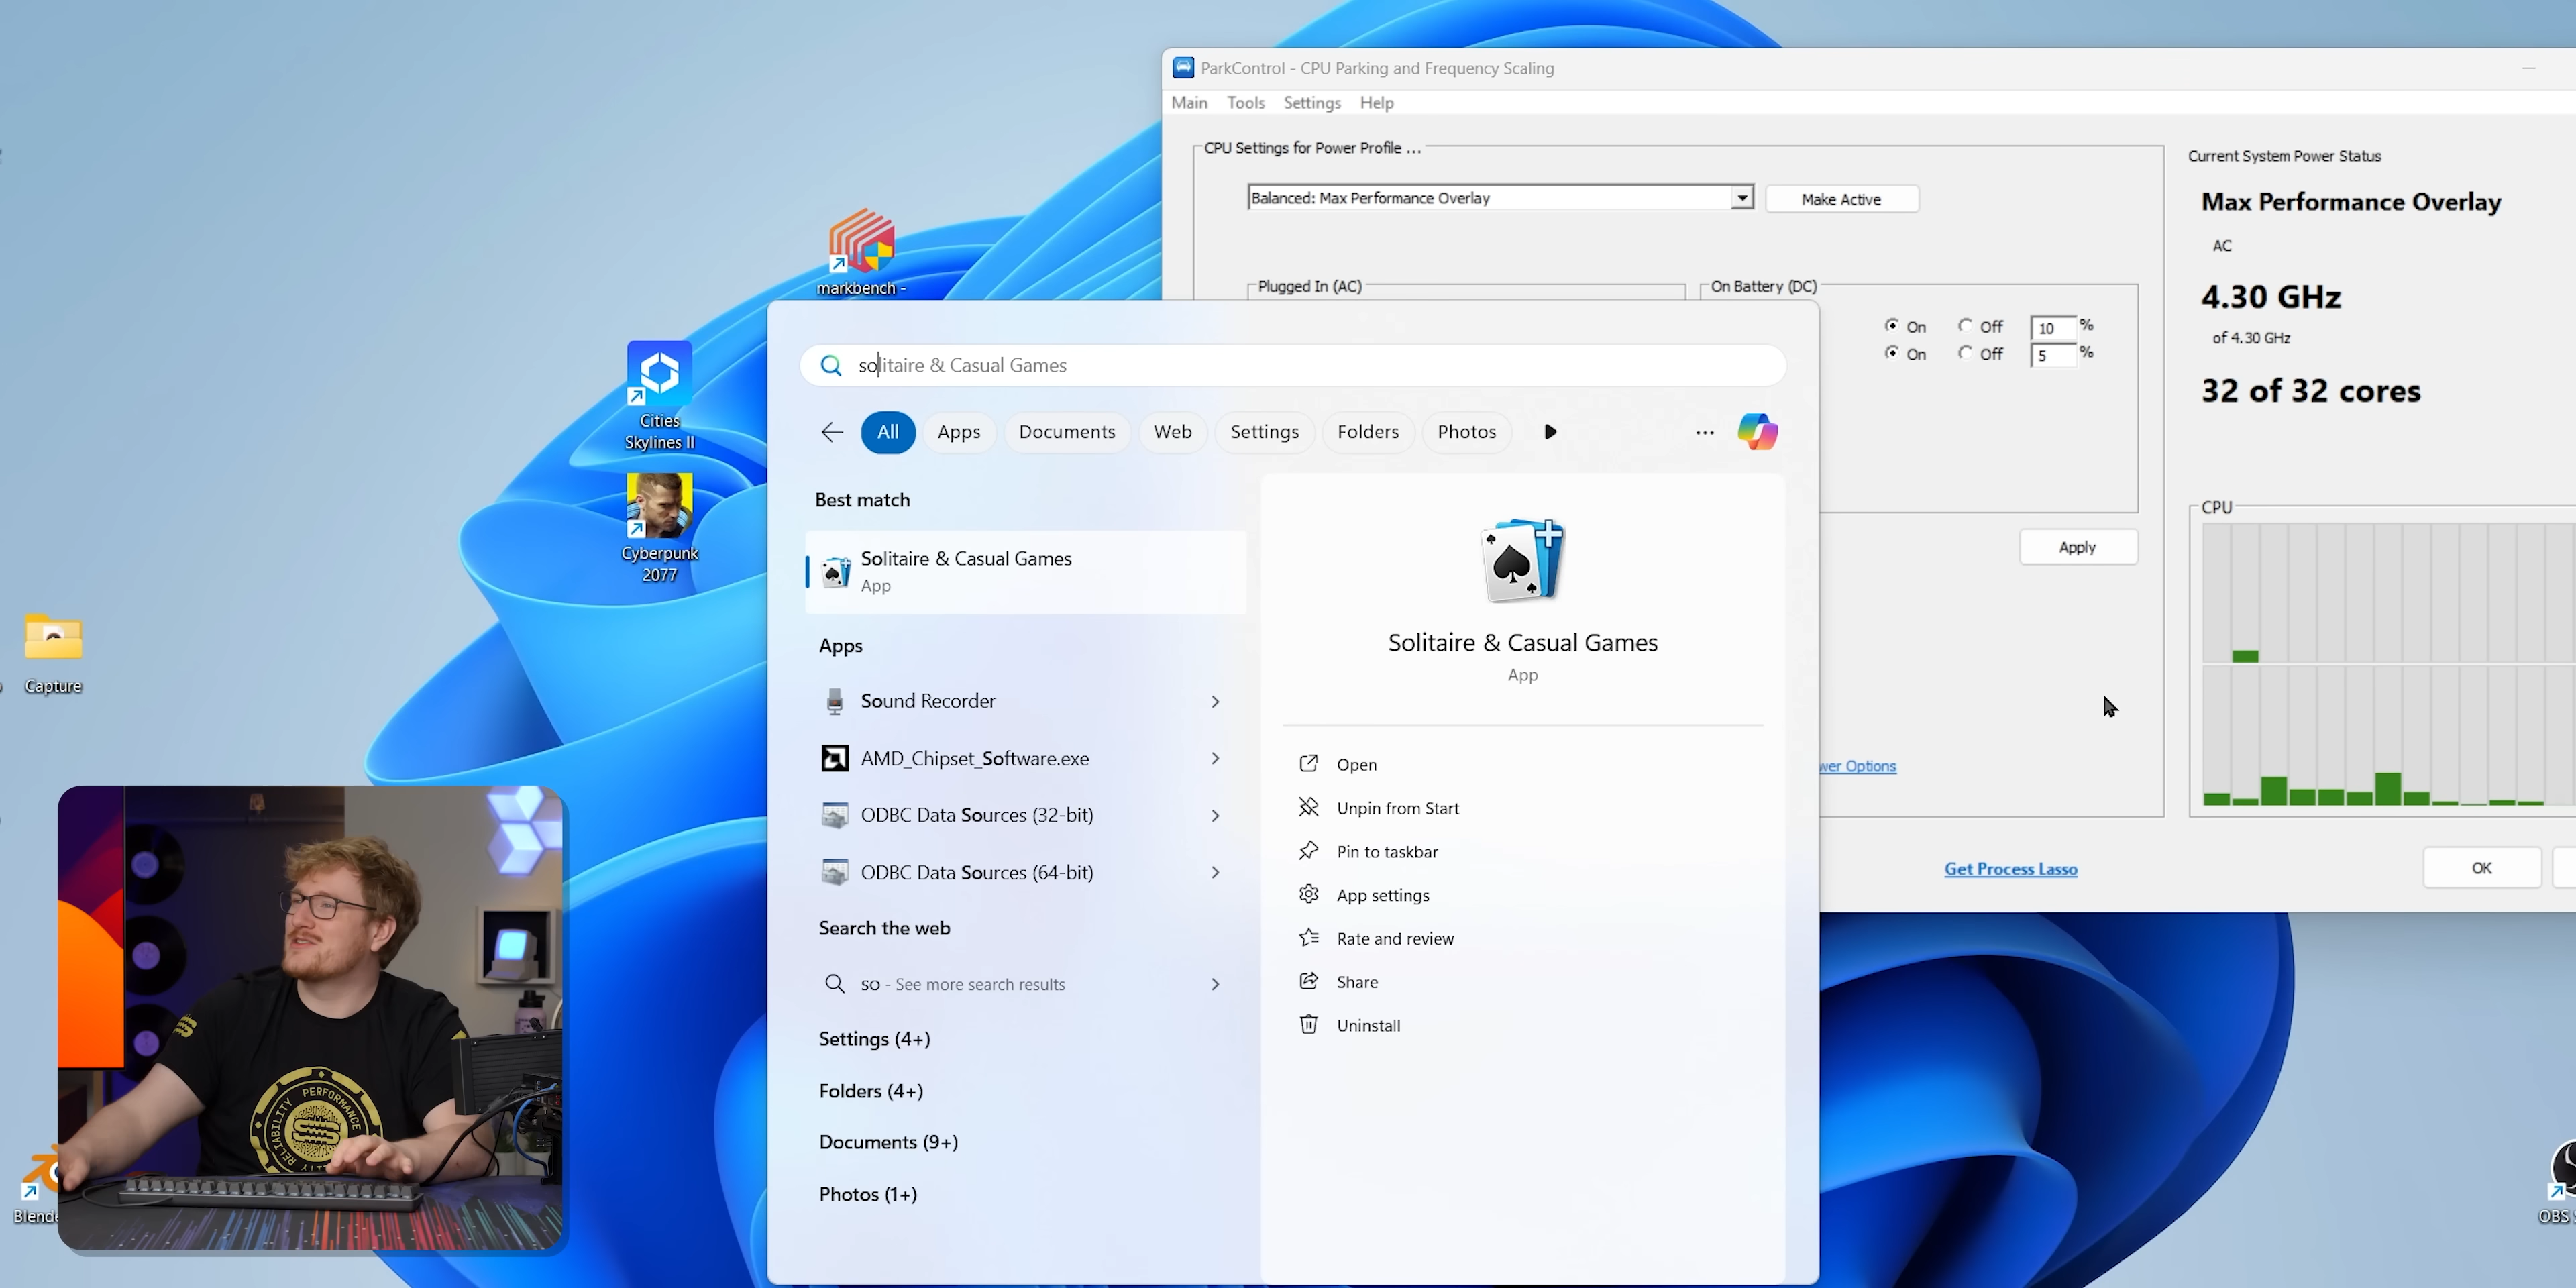 ParkControl - CPU Parking and Frequency Scaling
Main Tools Settings Help
CPU Settings for Power Profile ...
Balanced: Max Performance Overlay
Make Active
Plugged In (AC)
On Battery (DC)
On Off 10 %
On Off 5 %
Apply
wer Options
Get Process Lasso
OK
Current System Power Status
Max Performance Overlay
AC
4.30 GHz
of 4.30 GHz
32 of 32 cores
CPU
markbench -
Cities
Skylines II
Cyberpunk
2077
Capture
Blende
OBS
solitaire & Casual Games
All Apps Documents Web Settings Folders Photos
Best match
Solitaire & Casual Games
App
Apps
Sound Recorder
AMD_Chipset_Software.exe
ODBC Data Sources (32-bit)
ODBC Data Sources (64-bit)
Search the web
so - See more search results
Settings (4+)
Folders (4+)
Documents (9+)
Photos (1+)
Solitaire & Casual Games
App
Open
Unpin from Start
Pin to taskbar
App settings
Rate and review
Share
Uninstall
PERFORMANCE
RELIABILITY